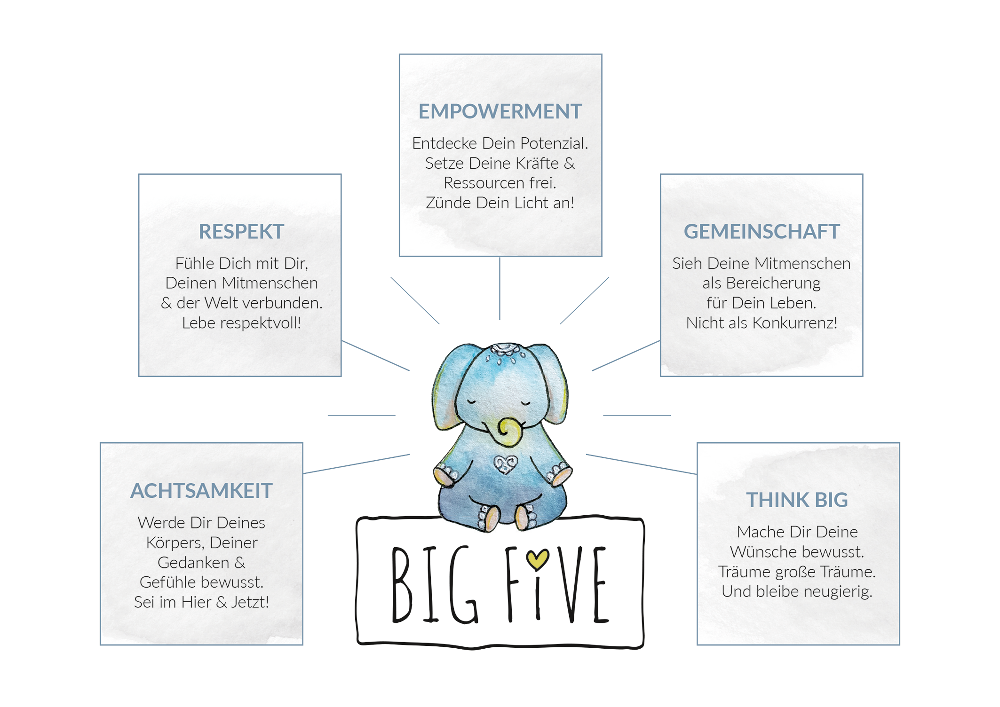 EMPOWERMENT
Entdecke Dein Potenzial.
Setze Deine Kräfte &
Ressourcen frei.
Zünde Dein Licht an!
RESPEKT
Fühle Dich mit Dir,
Deinen Mitmenschen
& der Welt verbunden.
Lebe respektvoll!
GEMEINSCHAFT
Sieh Deine Mitmenschen
als Bereicherung
für Dein Leben.
Nicht als Konkurrenz!
ACHTSAMKEIT
Werde Dir Deines
Körpers, Deiner
Gedanken &
Gefühle bewusst.
Sei im Hier & Jetzt!
THINK BIG
Mache Dir Deine
Wünsche bewusst.
Träume große Träume.
Und bleibe neugierig.
BIG FiVE